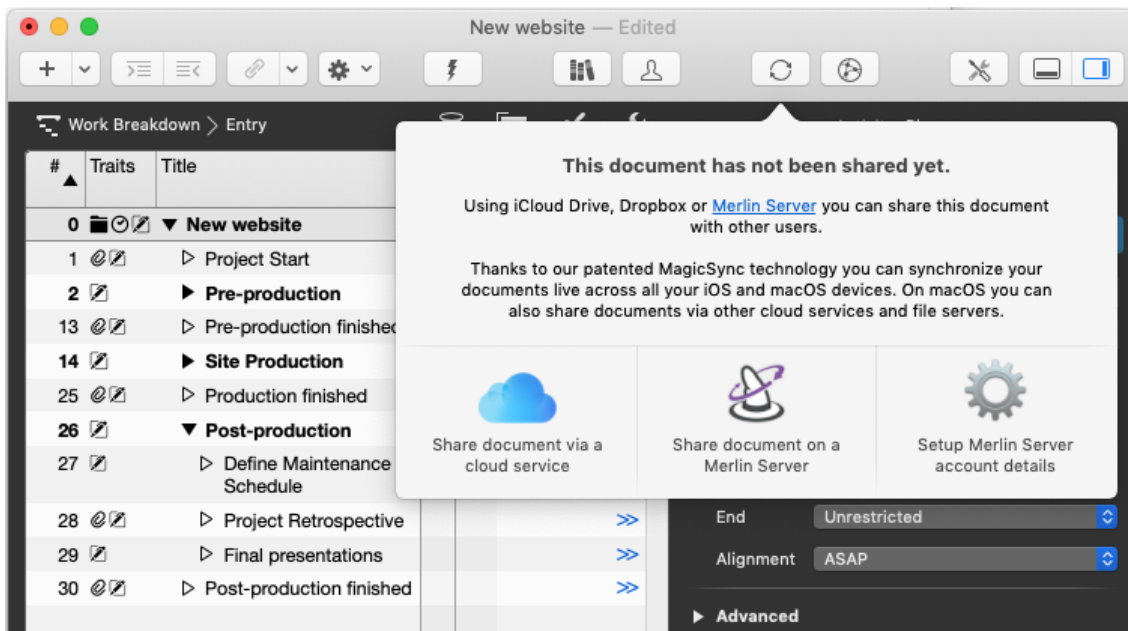 New website — Edited
Work Breakdown > Entry
# Traits Title
0 New website
1 Project Start
2 Pre-production
13 Pre-production finished
14 Site Production
25 Production finished
26 Post-production
27 Define Maintenance
Schedule
28 Project Retrospective
29 Final presentations
30 Post-production finished
This document has not been shared yet.
Using iCloud Drive, Dropbox or Merlin Server you can share this document
with other users.
Thanks to our patented MagicSync technology you can synchronize your
documents live across all your iOS and macOS devices. On macOS you can
also share documents via other cloud services and file servers.
Share document via a
cloud service
Share document on a
Merlin Server
Setup Merlin Server
account details
End Unrestricted
Alignment ASAP
Advanced